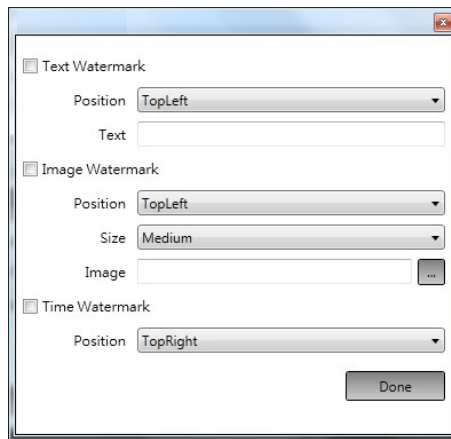 Text Watermark
Position TopLeft
Text
Image Watermark
Position TopLeft
Size Medium
Image ...
Time Watermark
Position TopRight
Done